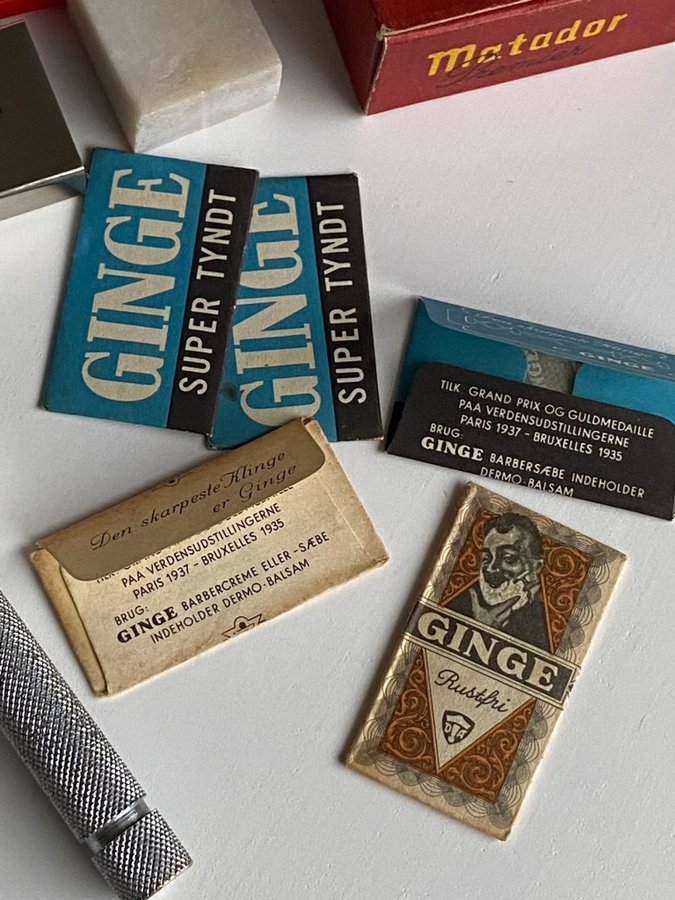 Matador
Premier
GINGE
SUPER TYNDT
GINGE
SUPER TYNDT
GINGE
TILK. GRAND PRIX OG GULDMEDAILLE
PAA VERDENSUDSTILLINGERNE
PARIS 1937 - BRUXELLES 1935
BRUG:
GINGE BARBERSÆBE INDEHOLDER
DERMO-BALSAM
Den skarpeste Klinge
er Ginge
PAA VERDENSUDSTILLINGERNE
PARIS 1937 - BRUXELLES 1935
BRUG:
GINGE BARBERCREME ELLER -SÆBE
INDEHOLDER DERMO-BALSAM
GINGE
Rustfri